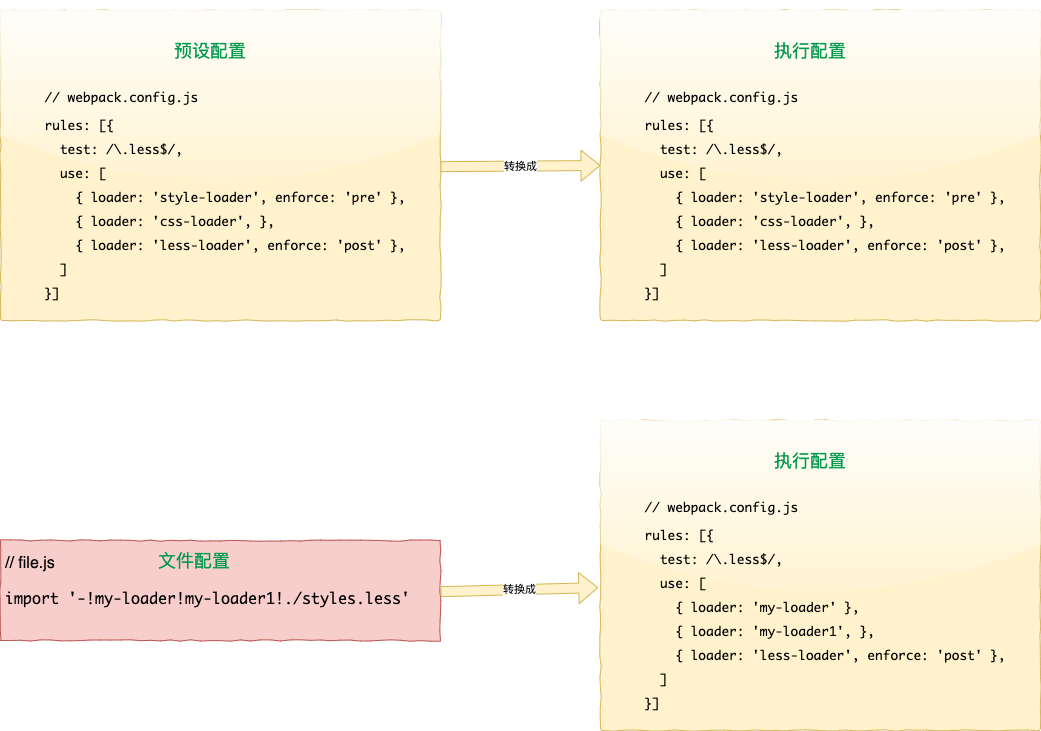 预设配置
// webpack.config.js
rules: [{
  test: /\.less$/,
  use: [
    { loader: 'style-loader', enforce: 'pre' },
    { loader: 'css-loader', },
    { loader: 'less-loader', enforce: 'post' },
  ]
}]
转换成
执行配置
// webpack.config.js
rules: [{
  test: /\.less$/,
  use: [
    { loader: 'style-loader', enforce: 'pre' },
    { loader: 'css-loader', },
    { loader: 'less-loader', enforce: 'post' },
  ]
}]
// file.js
文件配置
import '-!my-loader!my-loader1!./styles.less'
转换成
执行配置
// webpack.config.js
rules: [{
  test: /\.less$/,
  use: [
    { loader: 'my-loader' },
    { loader: 'my-loader1', },
    { loader: 'less-loader', enforce: 'post' },
  ]
}]